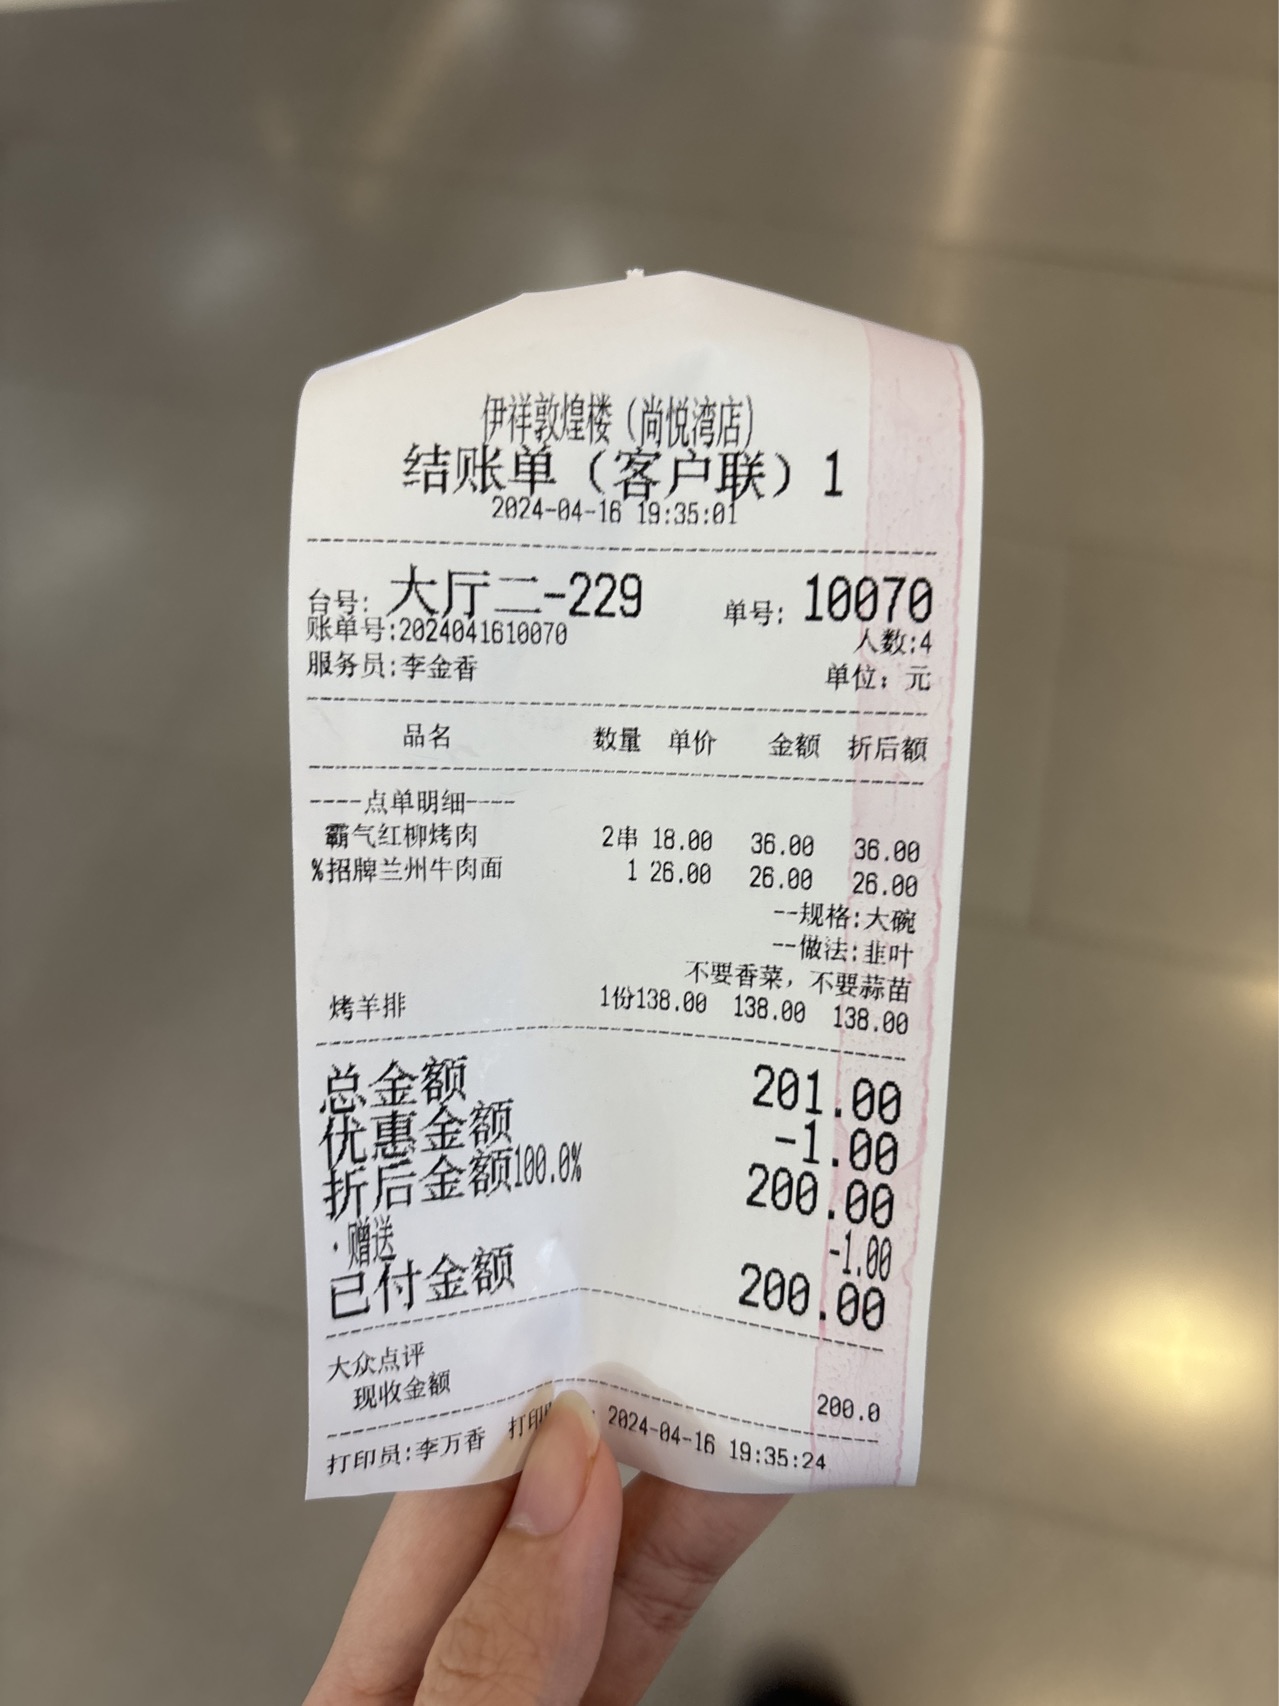 伊祥敦煌楼（尚悦湾店）
结账单（客户联）1
2024-04-16 19:35:01
台号: 大厅二-229 单号: 10070
账单号:2024041610070 人数:4
服务员:李金香 单位: 元
品名 数量 单价 金额 折后额
----点单明细----
霸气红柳烤肉 2串 18.00 36.00 36.00
%招牌兰州牛肉面 1 26.00 26.00 26.00
--规格:大碗
--做法:韭叶
不要香菜, 不要蒜苗
烤羊排 1份138.00 138.00 138.00
总金额 201.00
优惠金额 -1.00
折后金额100.0% 200.00
·赠送 -1.00
已付金额 200.00
大众点评
现收金额 200.0
打印员:李万香 打印 2024-04-16 19:35:24